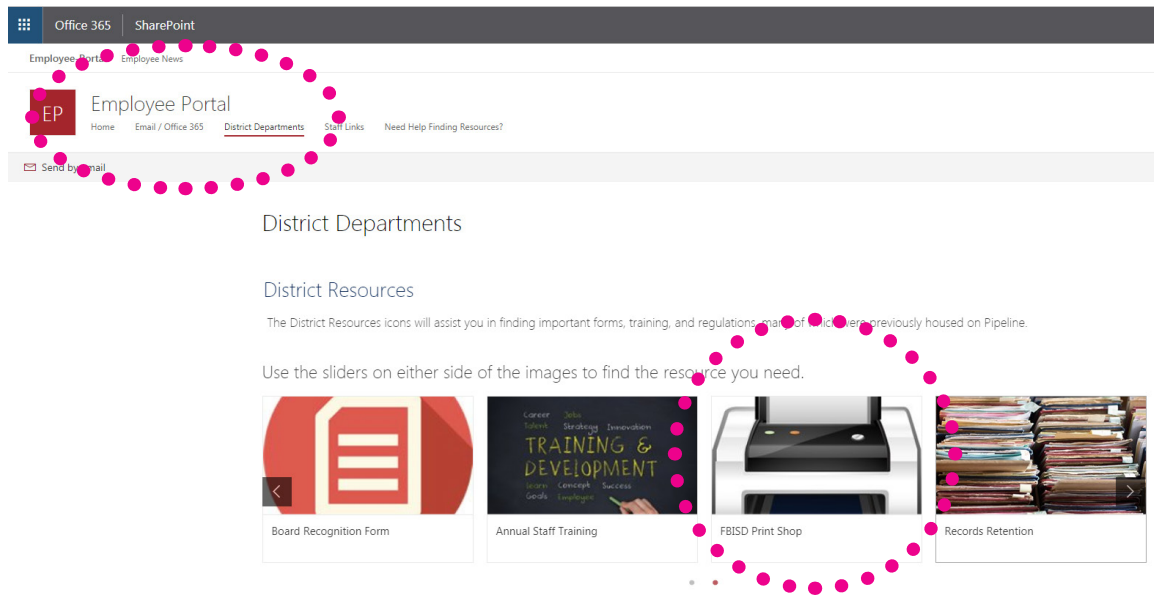 Office 365 SharePoint
Employee Portal Employee News
EP
Employee Portal
Home Email / Office 365 District Departments Staff Links Need Help Finding Resources?
Send by email
District Departments
District Resources
The District Resources icons will assist you in finding important forms, training, and regulations, many of which were previously housed on Pipeline.
Use the sliders on either side of the images to find the resource you need.
Career Jobs
Talent Strategy Innovation
TRAINING &
DEVELOPMENT
Learn Concept Success
Goals Employee
Board Recognition Form
Annual Staff Training
FBISD Print Shop
Records Retention